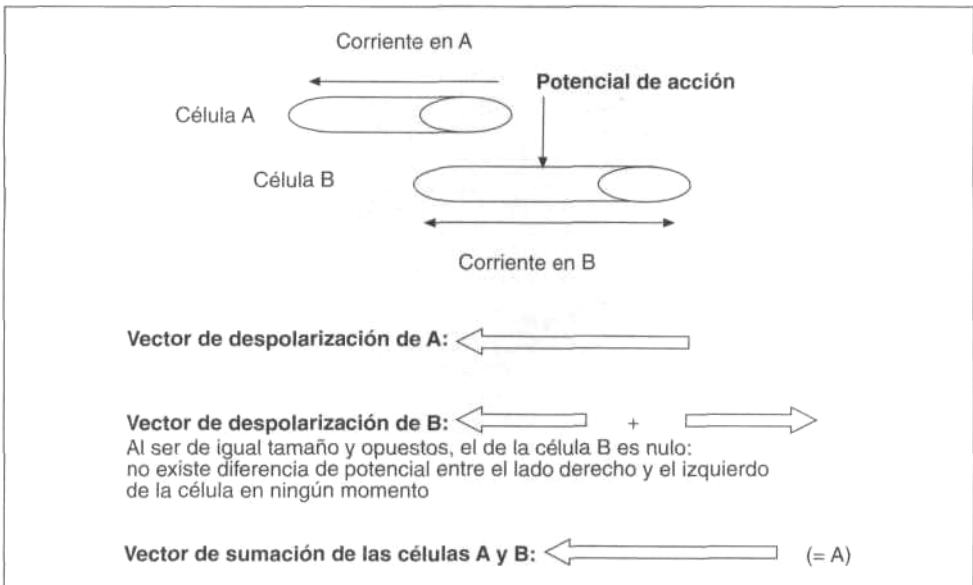 Corriente en A
Potencial de acción
Célula A
Célula B
Corriente en B
Vector de despolarización de A:
Vector de despolarización de B: +
Al ser de igual tamaño y opuestos, el de la célula B es nulo:
no existe diferencia de potencial entre el lado derecho y el izquierdo
de la célula en ningún momento
Vector de sumación de las células A y B: (= A)